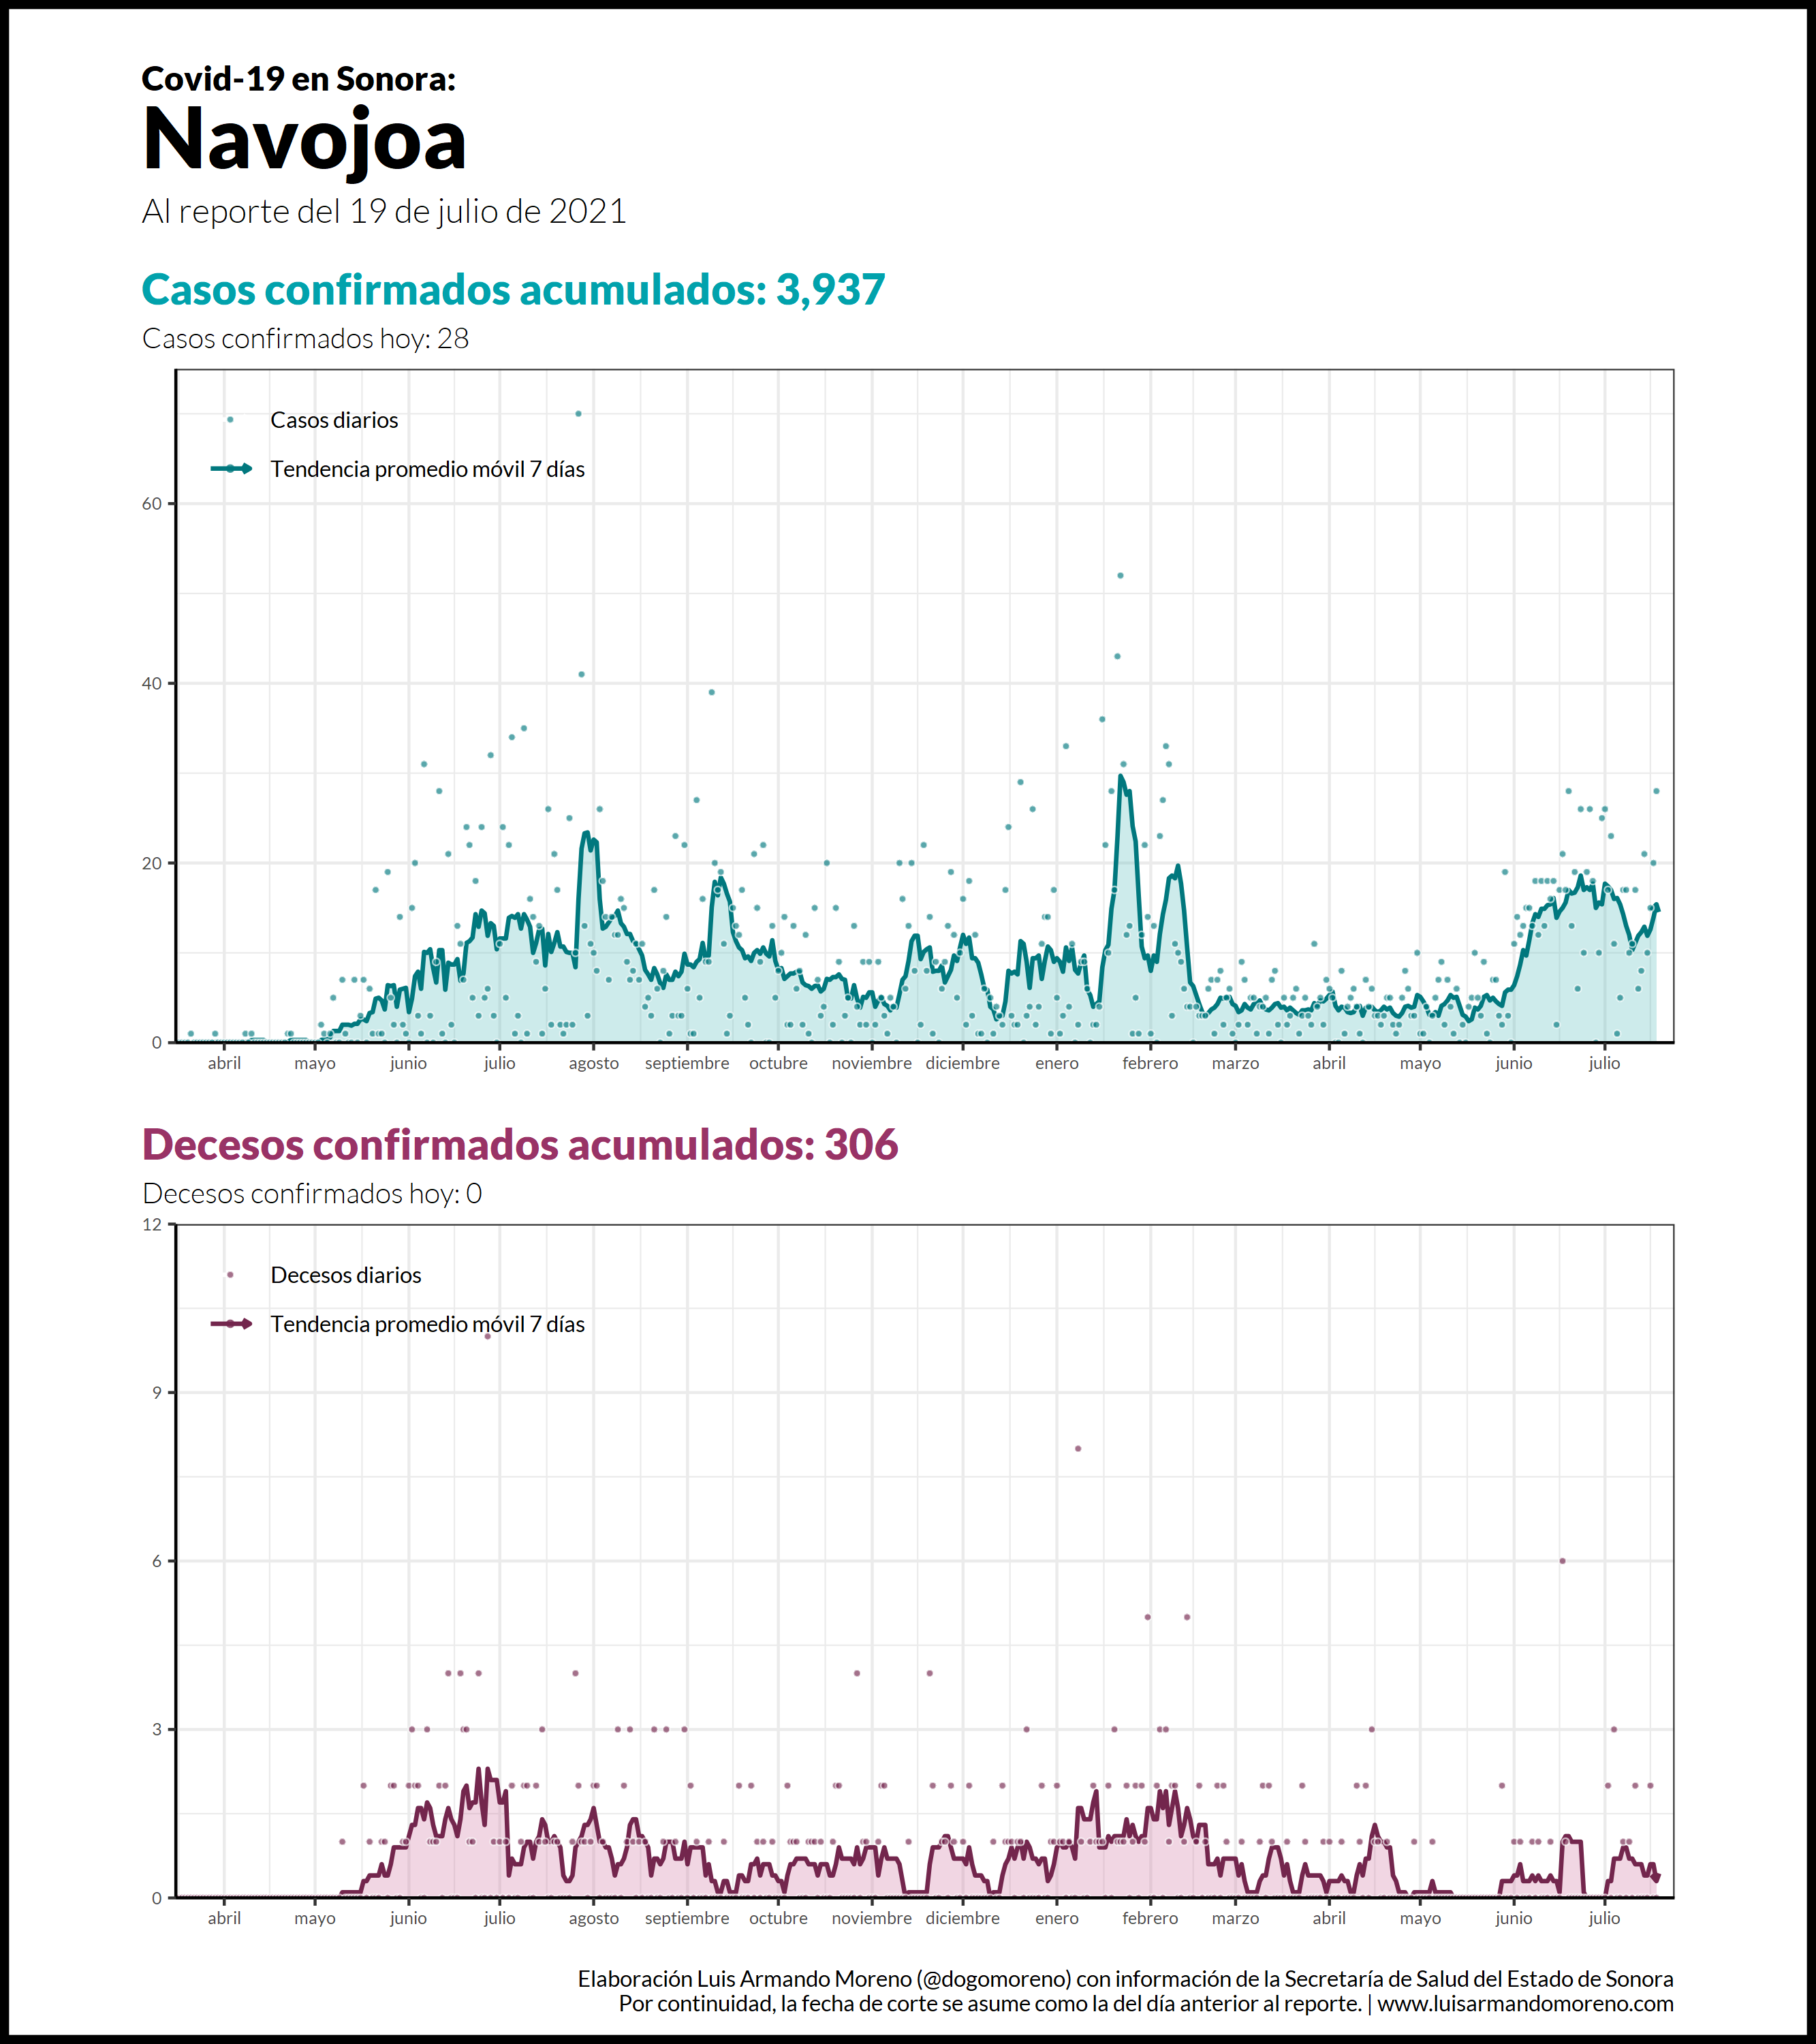 Covid-19 en Sonora:
Navojoa
Al reporte del 19 de julio de 2021
Casos confirmados acumulados: 3,937
Casos confirmados hoy: 28
Casos diarios
Tendencia promedio móvil 7 días
60
40
20
0
abril mayo junio julio agosto septiembre octubre noviembre diciembre enero febrero marzo abril mayo junio julio
Decesos confirmados acumulados: 306
Decesos confirmados hoy: 0
12
Decesos diarios
Tendencia promedio móvil 7 días
9
6
3
0
abril mayo junio julio agosto septiembre octubre noviembre diciembre enero febrero marzo abril mayo junio julio
Elaboración Luis Armando Moreno (@dogomoreno) con información de la Secretaría de Salud del Estado de Sonora
Por continuidad, la fecha de corte se asume como la del día anterior al reporte. | www.luisarmandomoreno.com